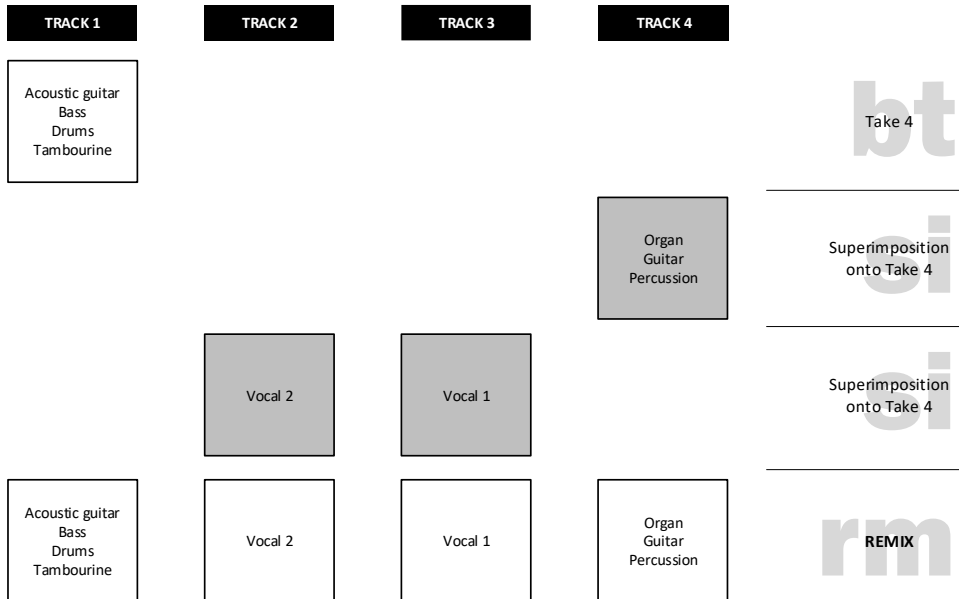 TRACK 1
TRACK 2
TRACK 3
TRACK 4
Acoustic guitar
Bass
Drums
Tambourine
bt
Take 4
Organ
Guitar
Percussion
si
Superimposition
onto Take 4
Vocal 2
Vocal 1
si
Superimposition
onto Take 4
Acoustic guitar
Bass
Drums
Tambourine
Vocal 2
Vocal 1
Organ
Guitar
Percussion
rm
REMIX